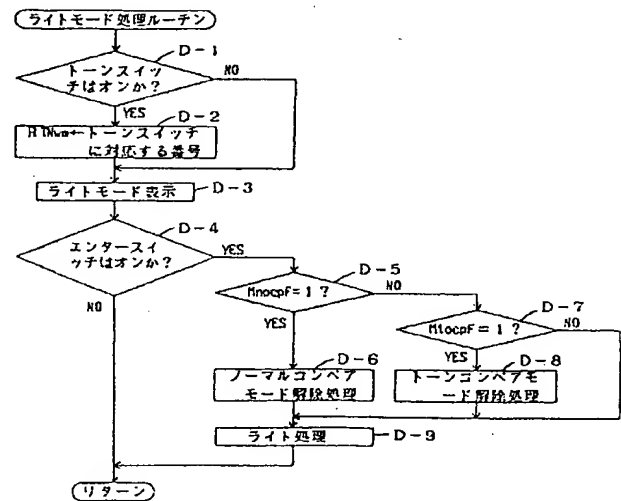 ライトモード処理ルーチン
D-1
トーンスイッ
チはオンか?
NO
YES
D-2
←トーンスイッチ
に対応する番号
ライトモード表示
D-3
D-4
エンタースイ
ッチはオンか?
YES
NO
D-5
MnocpF=1?
NO
YES
D-7
MtocpF=1?
NO
YES
D-6
ノーマルコンペア
モード解除処理
D-8
トーンコンペアモ
ード解除処理
ライト処理
D-9
リターン